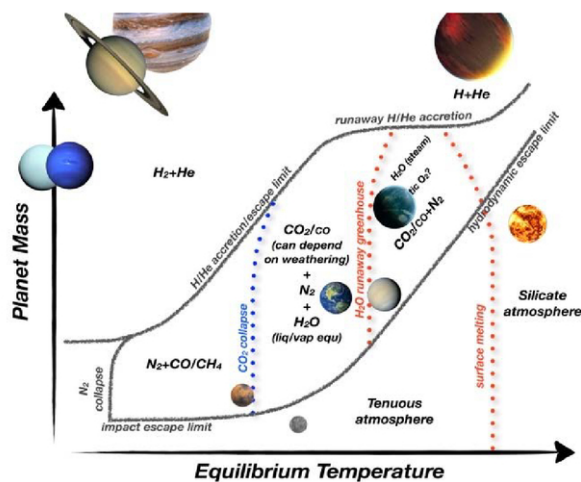 H+He
runaway H/He accretion
H₂+He
H/He accretion/escape limit
H₂O (steam)
tic O₂?
CO₂/CO+N₂
hydrodynamic escape limit
CO₂/CO
(can depend
on weathering)
+
N₂
+
H₂O
(liq/vap equ)
H₂O runaway greenhouse
CO₂ collapse
Silicate
atmosphere
surface melting
N₂+CO/CH₄
N₂
collapse
impact escape limit
Tenuous
atmosphere
Planet Mass
Equilibrium Temperature